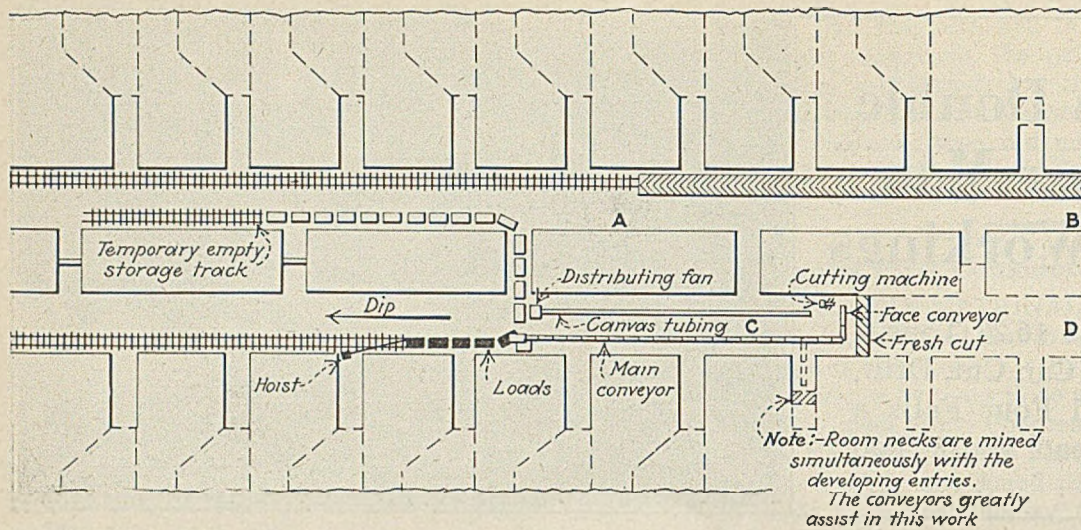 A
B
Temporary empty
storage track
Distributing fan
Cutting machine
Dip
Canvas tubing
C
Face conveyor
D
Fresh cut
Hoist
Loads
Main
conveyor
Note:-Room necks are mined
simultaneously with the
developing entries.
The conveyors greatly
assist in this work